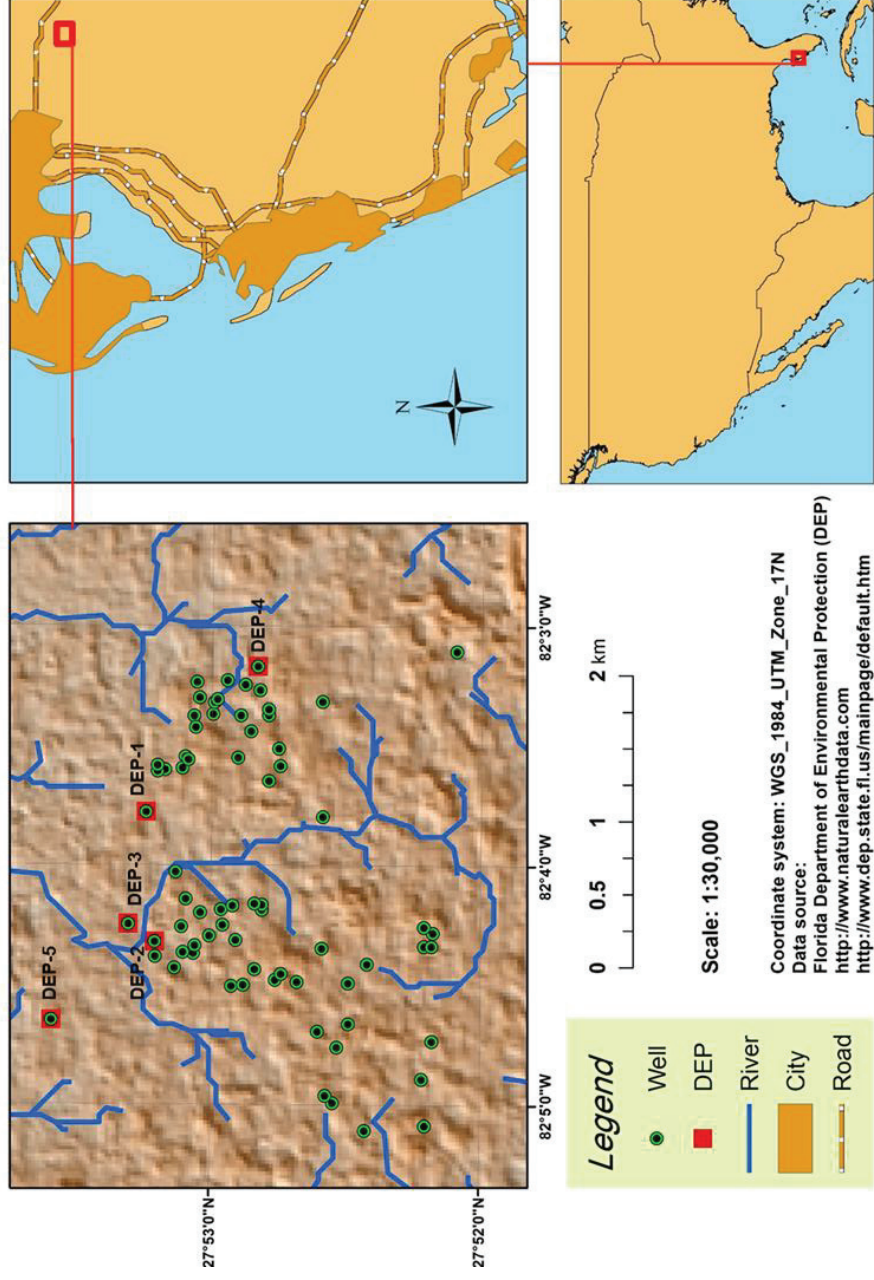 N
DEP-5
DEP-3
DEP-1
DEP-2
DEP-4
27°53'0"N
27°52'0"N
82°5'0"W
82°4'0"W
82°3'0"W
Legend
Well
DEP
River
City
Road
0 0.5 1 2 km
Scale: 1:30,000
Coordinate system: WGS_1984_UTM_Zone_17N
Data source:
Florida Department of Environmental Protection (DEP)
http://www.naturalearthdata.com
http://www.dep.state.fl.us/mainpage/default.htm